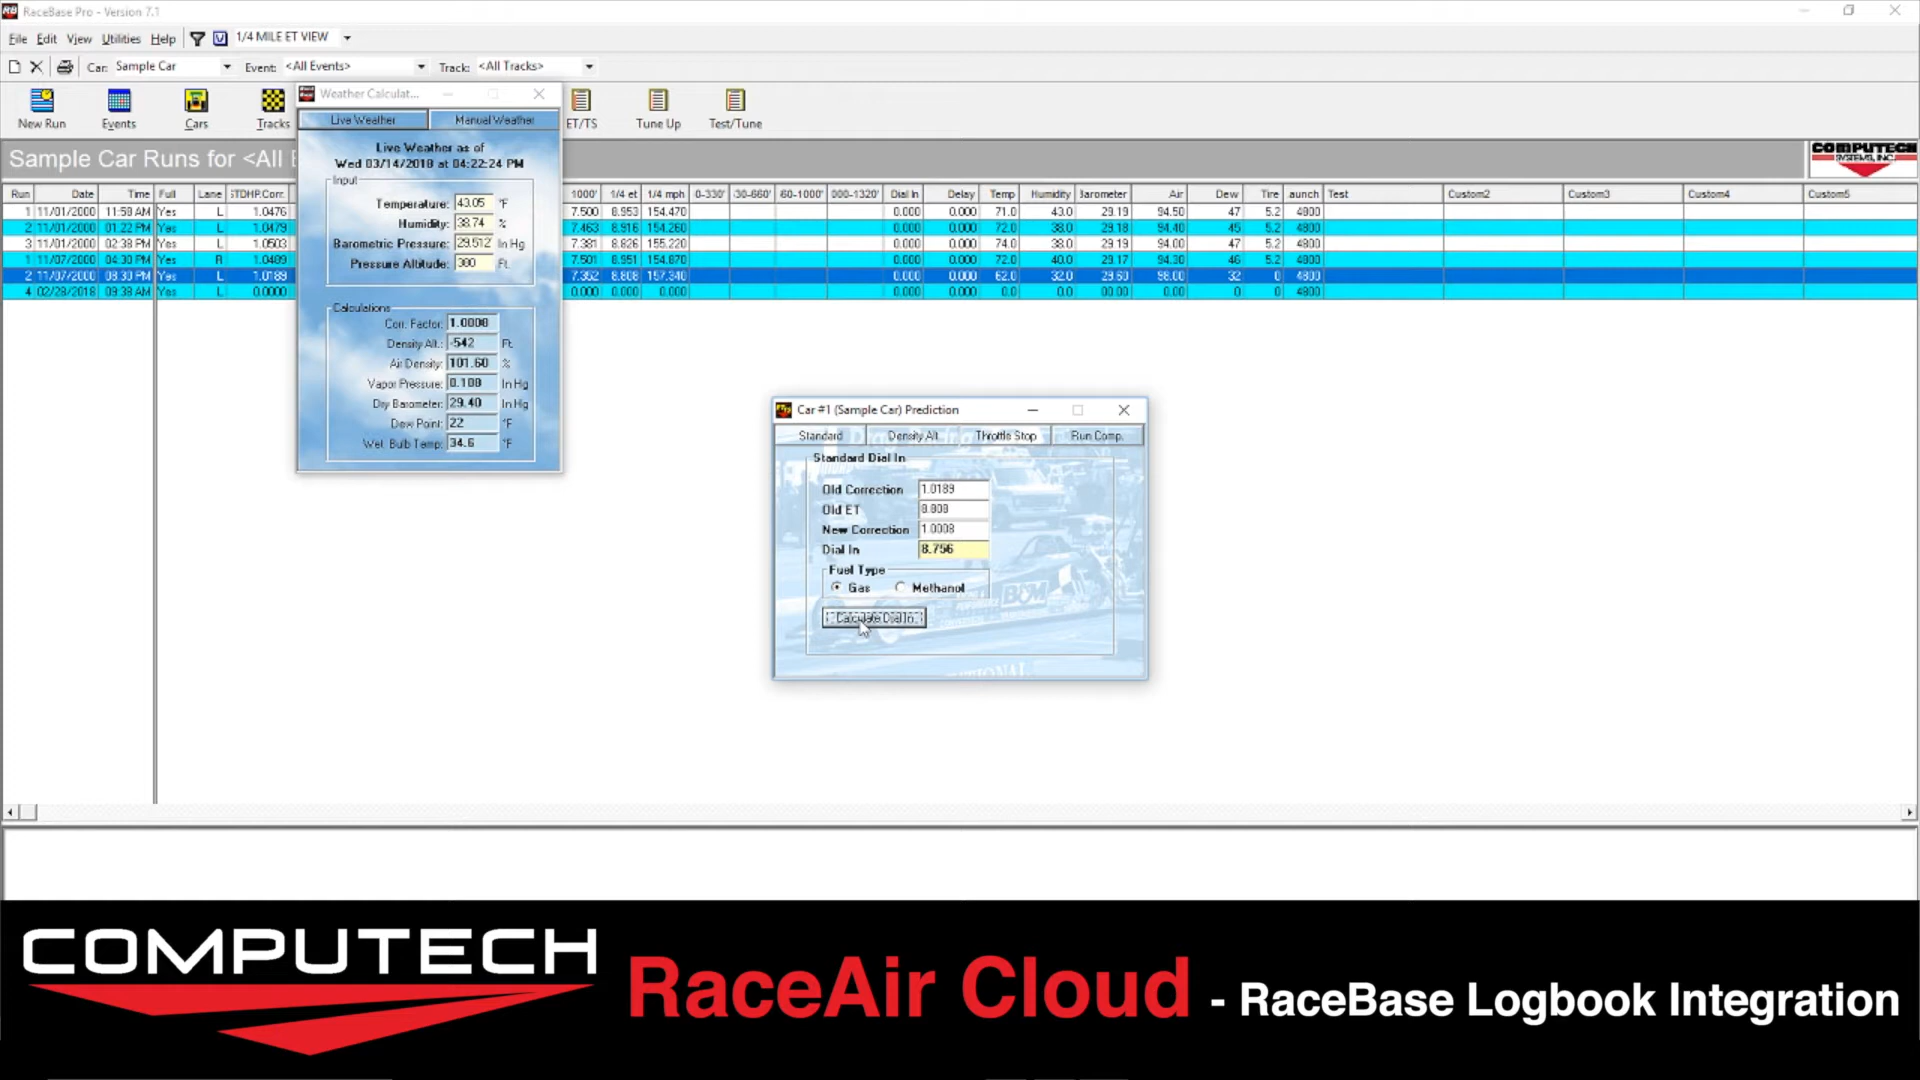 RaceBase Pro - Version 7.1
File Edit View Utilities Help 1/4 MILE ET VIEW
Car: Sample Car Event: <All Events> Track: <All Tracks>
New Run Events Cars Tracks ET/TS Tune Up Test/Tune
Sample Car Runs for <All E
COMPUTECH
SYSTEMS, INC.
Run Date Time Full Lane STDHP.Corr. 1000' 1/4 et 1/4 mph 0-330' 30-660' 60-1000' 000-1320' Dial In Delay Temp Humidity Barometer Air Dew Tire aunch Test Custom2 Custom3 Custom4 Custom5
1 11/01/2000 11:58 AM Yes L 1.0476 7.500 8.953 154.470 0.000 0.000 71.0 43.0 29.19 94.50 47 5.2 4800
2 11/01/2000 01:22 PM Yes L 1.0479 7.463 8.916 154.260 0.000 0.000 72.0 38.0 29.18 94.40 45 5.2 4800
3 11/01/2000 02:38 PM Yes L 1.0503 7.381 8.826 155.220 0.000 0.000 74.0 38.0 29.19 94.00 47 5.2 4800
1 11/07/2000 04:30 PM Yes R 1.0489 7.501 8.951 154.870 0.000 0.000 72.0 40.0 29.17 94.30 46 5.2 4800
2 11/07/2000 08:30 PM Yes L 1.0189 7.352 8.808 157.340 0.000 0.000 62.0 32.0 29.60 98.00 32 0 4800
4 02/28/2018 09:38 AM Yes L 0.0000 0.000 0.000 0.000 0.000 0.000 0.0 0.0 00.00 0.00 0 0 4800
Weather Calculat...
Live Weather Manual Weather
Live Weather as of
Wed 03/14/2018 at 04:22:24 PM
Input
Temperature: 43.05 °F
Humidity: 38.74 %
Barometric Pressure: 29.512 In Hg
Pressure Altitude: 380 Ft.
Calculations
Corr. Factor: 1.0008
Density Alt.: -542 Ft.
Air Density: 101.60 %
Vapor Pressure: 0.108 In Hg
Dry Barometer: 29.40 In Hg
Dew Point: 22 °F
Wet Bulb Temp: 34.6 °F
Car #1 (Sample Car) Prediction
Standard Density Alt. Throttle Stop Run Comp.
Standard Dial In
Old Correction 1.0189
Old ET 8.808
New Correction 1.0008
Dial In 8.756
Fuel Type
Gas Methanol
Calculate Dial In
COMPUTECH RaceAir Cloud - RaceBase Logbook Integration